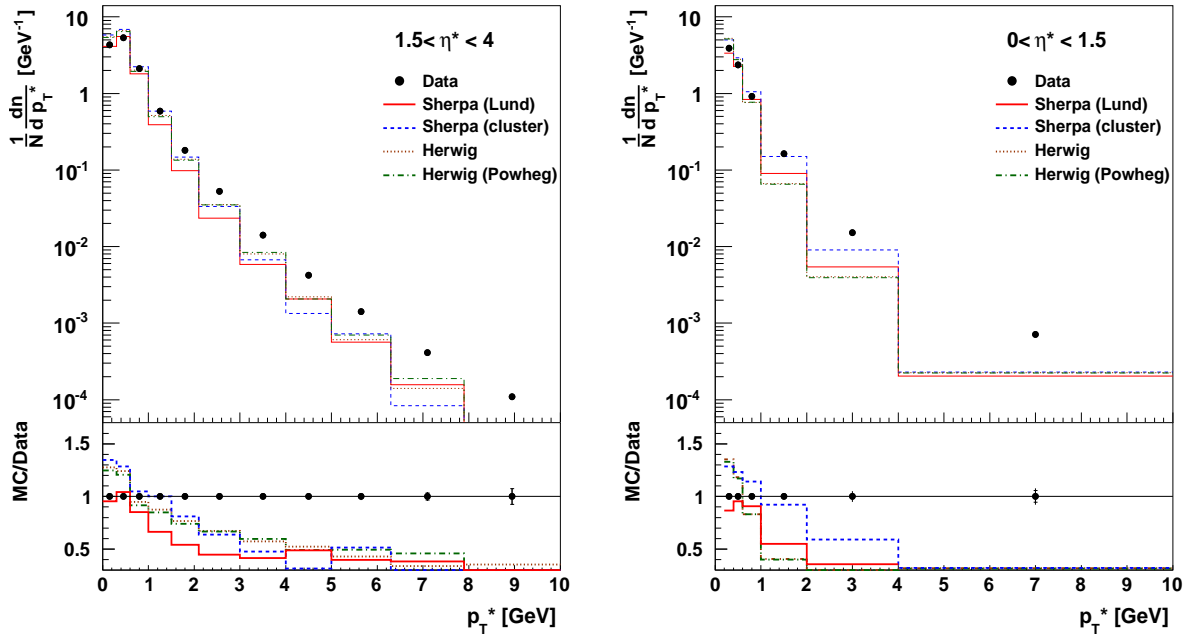 1/N dn/d p_T* [GeV⁻¹]
10
1
10⁻¹
10⁻²
10⁻³
10⁻⁴
1.5< η* < 4
Data
Sherpa (Lund)
Sherpa (cluster)
Herwig
Herwig (Powheg)
MC/Data
1.5
1
0.5
0 1 2 3 4 5 6 7 8 9 10
p_T* [GeV]
1/N dn/d p_T* [GeV⁻¹]
10
1
10⁻¹
10⁻²
10⁻³
10⁻⁴
0< η* < 1.5
Data
Sherpa (Lund)
Sherpa (cluster)
Herwig
Herwig (Powheg)
MC/Data
1.5
1
0.5
0 1 2 3 4 5 6 7 8 9 10
p_T* [GeV]